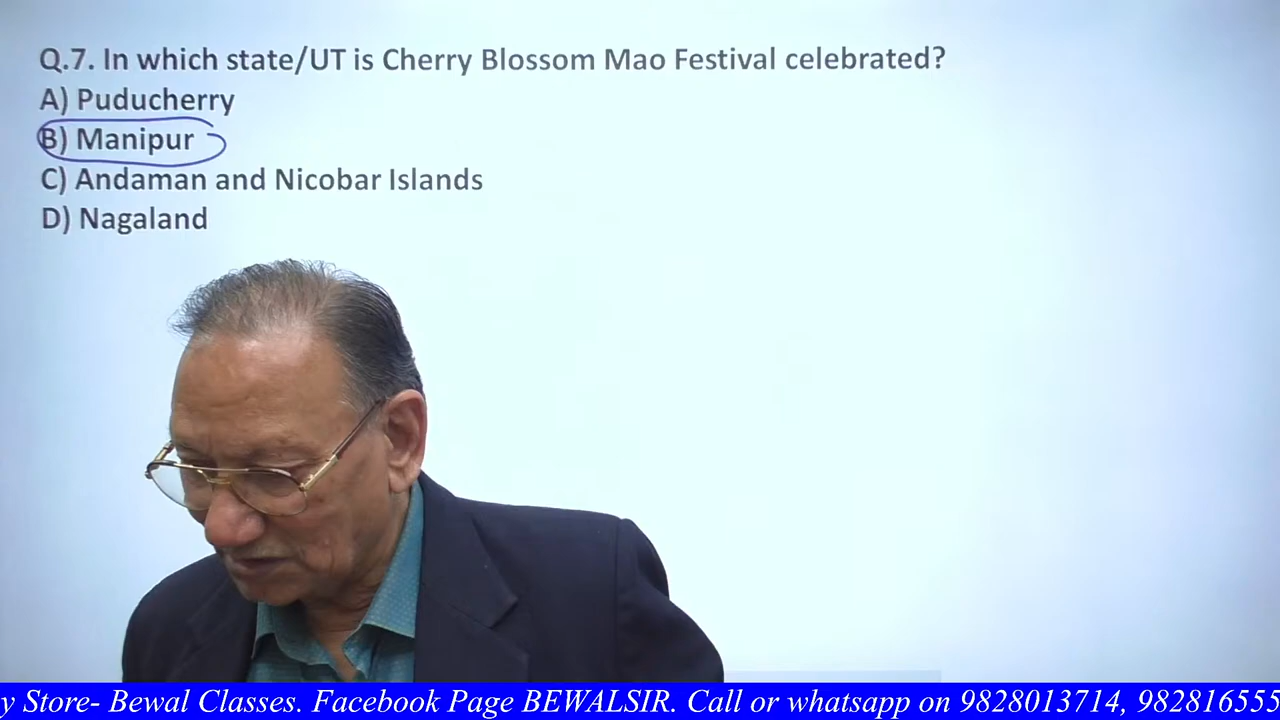 Q.7. In which state/UT is Cherry Blossom Mao Festival celebrated?
A) Puducherry
B) Manipur
C) Andaman and Nicobar Islands
D) Nagaland
y Store- Bewal Classes. Facebook Page BEWALSIR. Call or whatsapp on 9828013714, 982816555